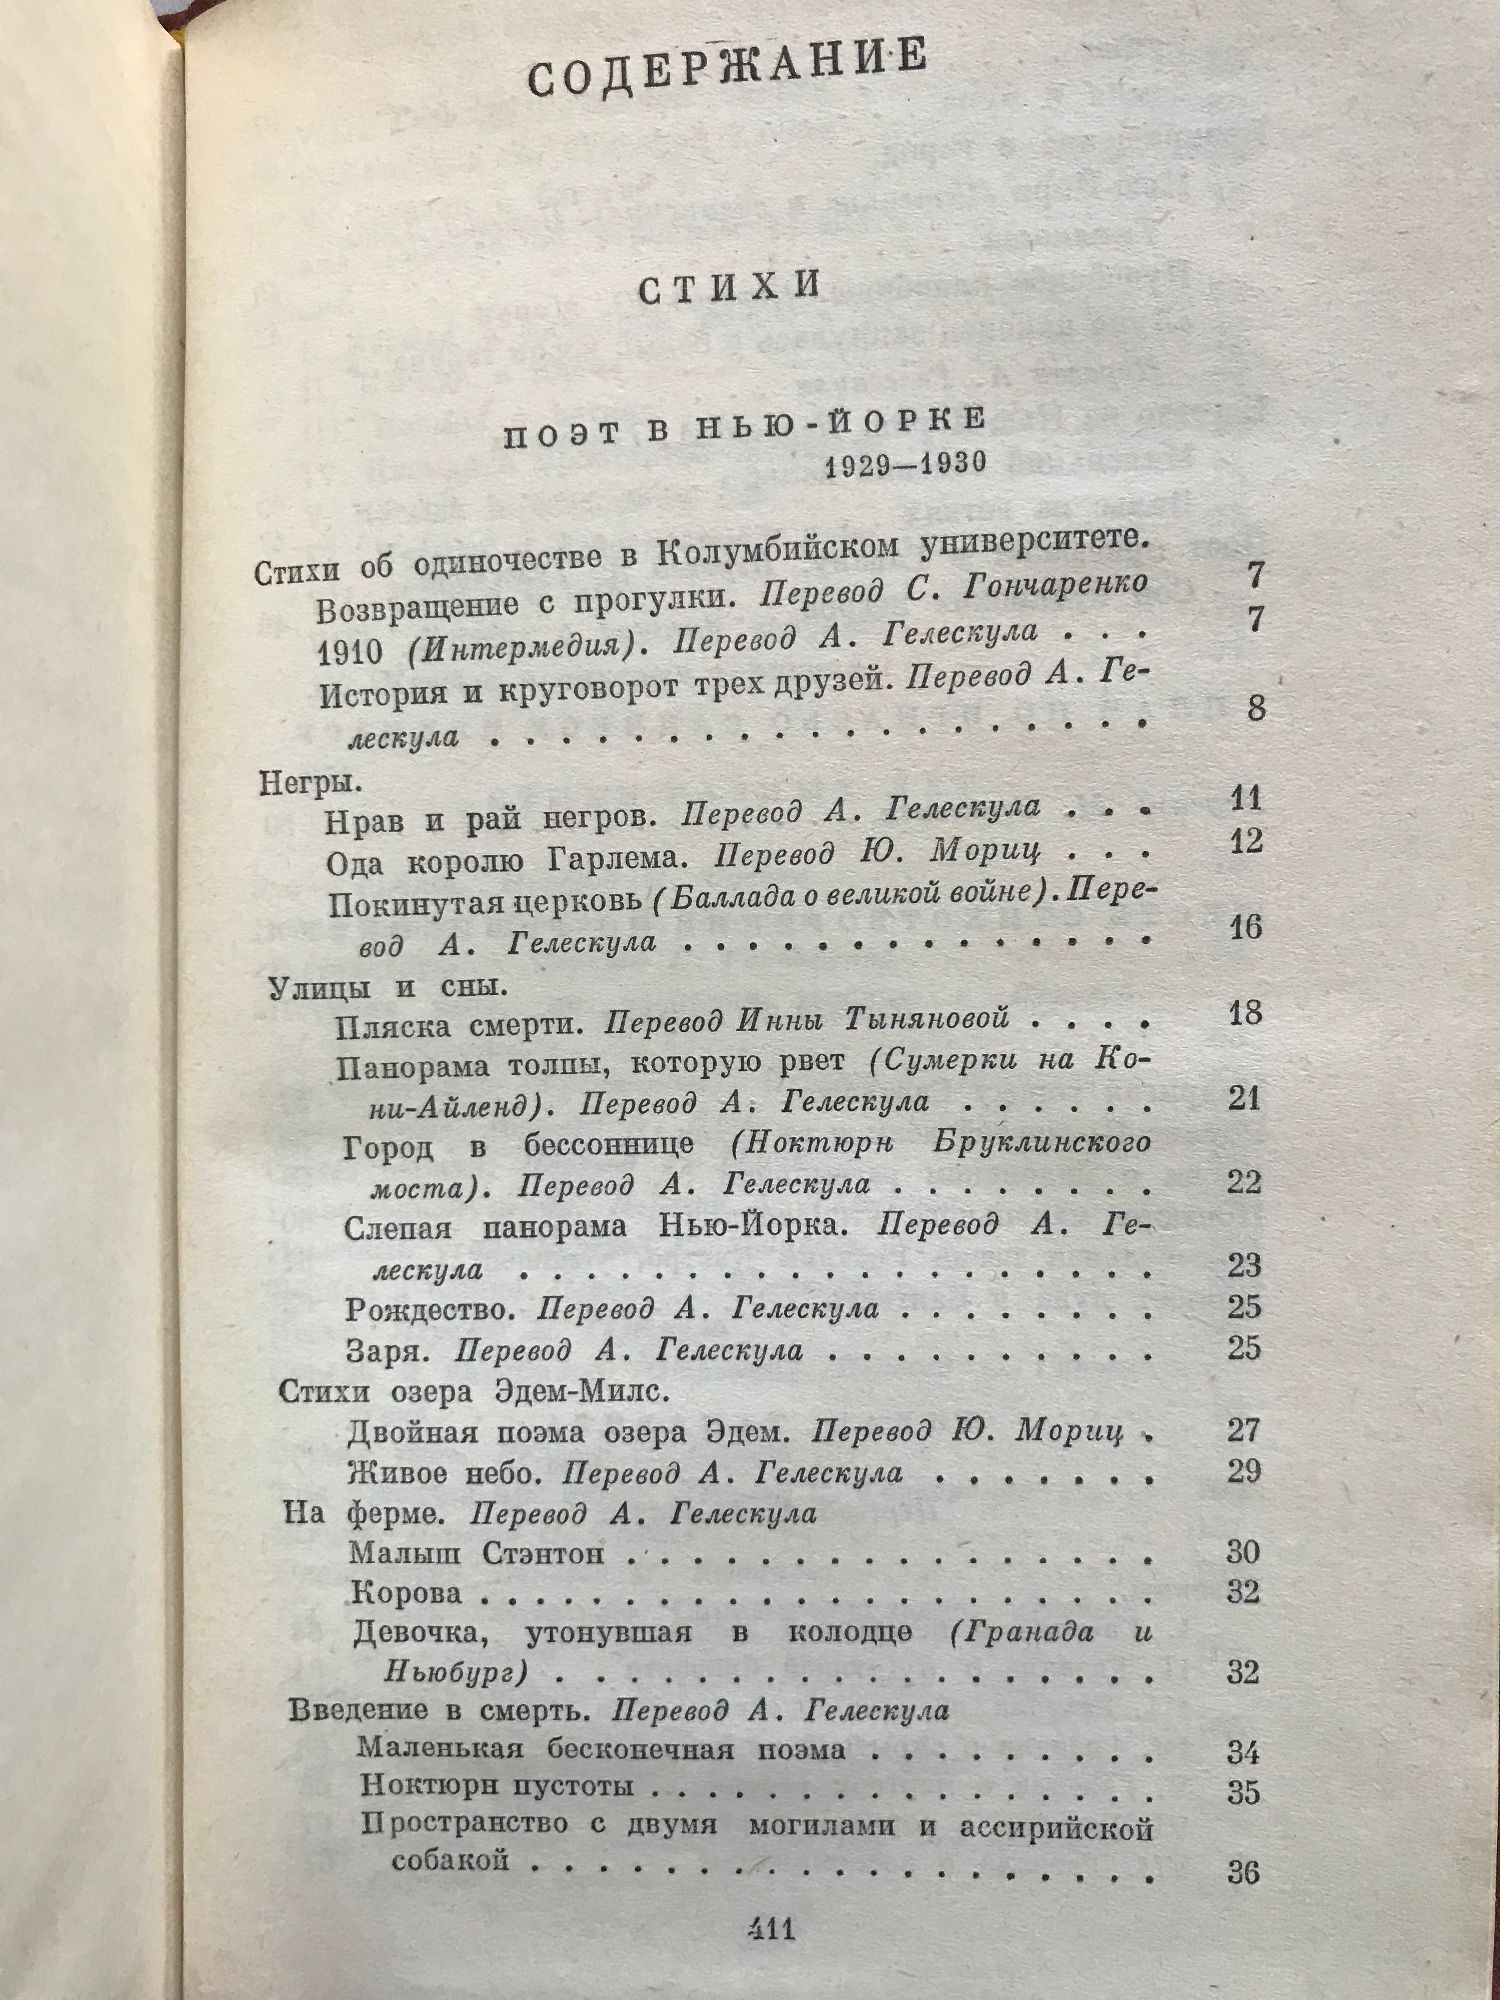 СОДЕРЖАНИЕ
СТИХИ
ПОЭТ В НЬЮ-ЙОРКЕ
1929—1930
Стихи об одиночестве в Колумбийском университете.
Возвращение с прогулки. Перевод С. Гончаренко 7
1910 (Интермедия). Перевод А. Гелескула . . . 7
История и круговорот трех друзей. Перевод А. Ге-
лескула . . . . . . . . . . . . . . . . . . . 8
Негры.
Нрав и рай негров. Перевод А. Гелескула . . . 11
Ода королю Гарлема. Перевод Ю. Мориц . . . 12
Покинутая церковь (Баллада о великой войне). Пере-
вод А. Гелескула . . . . . . . . . . . . . . 16
Улицы и сны.
Пляска смерти. Перевод Инны Тыняновой . . . . 18
Панорама толпы, которую рвет (Сумерки на Ко-
ни-Айленд). Перевод А. Гелескула . . . . . . 21
Город в бессоннице (Ноктюрн Бруклинского
моста). Перевод А. Гелескула . . . . . . . . 22
Слепая панорама Нью-Йорка. Перевод А. Ге-
лескула . . . . . . . . . . . . . . . . . . . 23
Рождество. Перевод А. Гелескула . . . . . . . . 25
Заря. Перевод А. Гелескула . . . . . . . . . . 25
Стихи озера Эдем-Милс.
Двойная поэма озера Эдем. Перевод Ю. Мориц . 27
Живое небо. Перевод А. Гелескула . . . . . . . 29
На ферме. Перевод А. Гелескула
Малыш Стэнтон . . . . . . . . . . . . . . . . 30
Корова . . . . . . . . . . . . . . . . . . . . 32
Девочка, утонувшая в колодце (Гранада и
Ньюбург) . . . . . . . . . . . . . . . . . . 32
Введение в смерть. Перевод А. Гелескула
Маленькая бесконечная поэма . . . . . . . . . 34
Ноктюрн пустоты . . . . . . . . . . . . . . . 35
Пространство с двумя могилами и ассирийской
собакой . . . . . . . . . . . . . . . . . . . 36
411